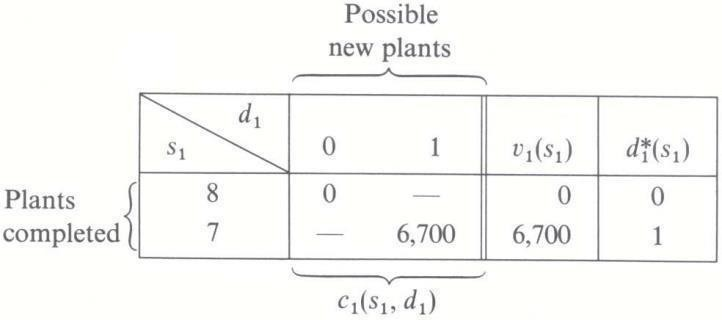 Possible
new plants
d₁
s₁ 0 1 v₁(s₁) d₁*(s₁)
Plants 8 0 — 0 0
completed 7 — 6,700 6,700 1
c₁(s₁, d₁)